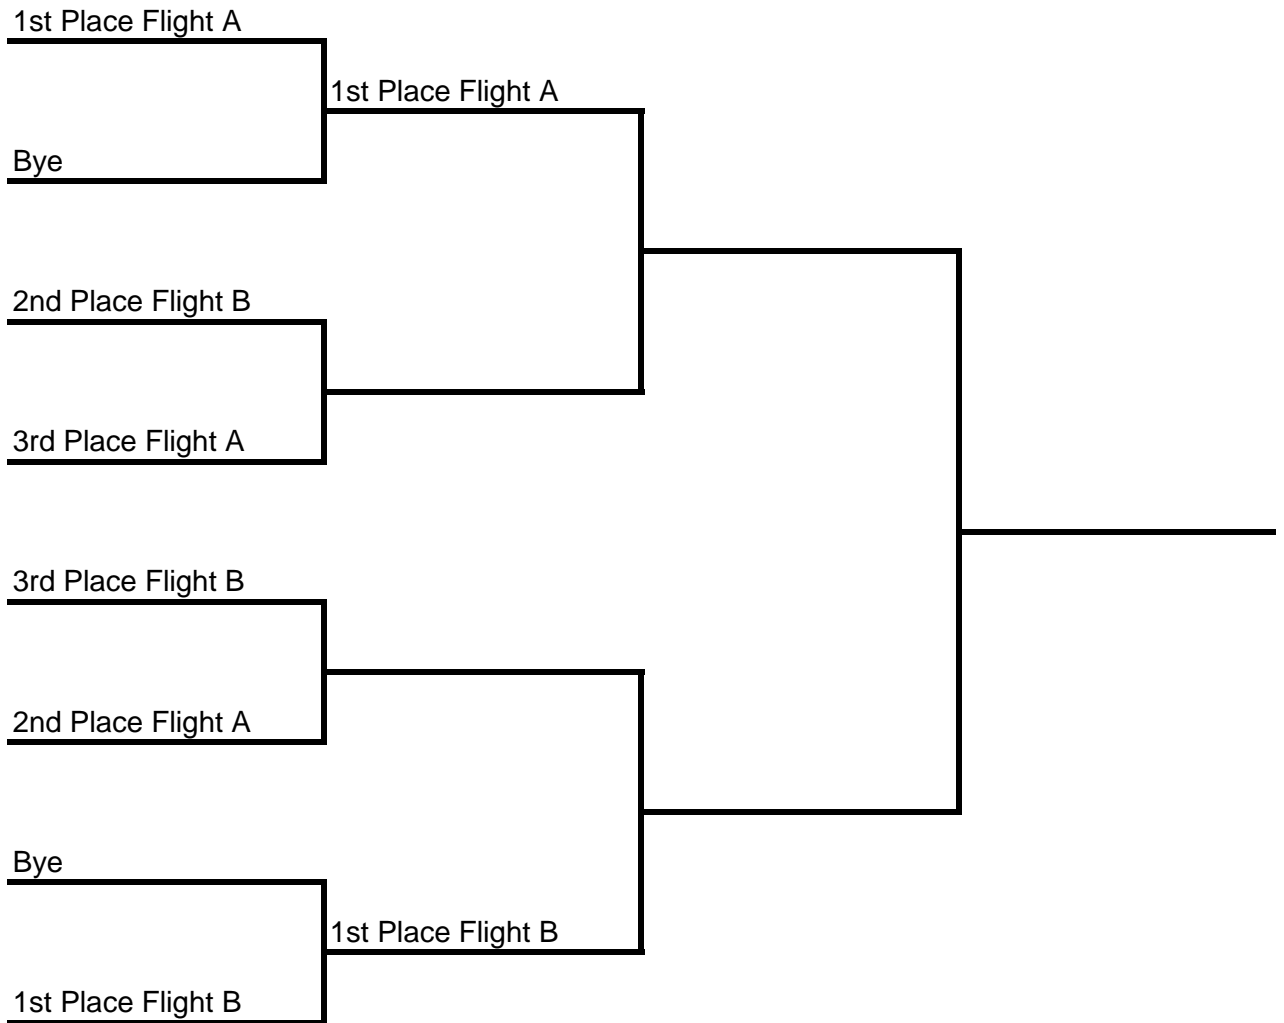 1st Place Flight A
1st Place Flight A
Bye
2nd Place Flight B
3rd Place Flight A
3rd Place Flight B
2nd Place Flight A
Bye
1st Place Flight B
1st Place Flight B